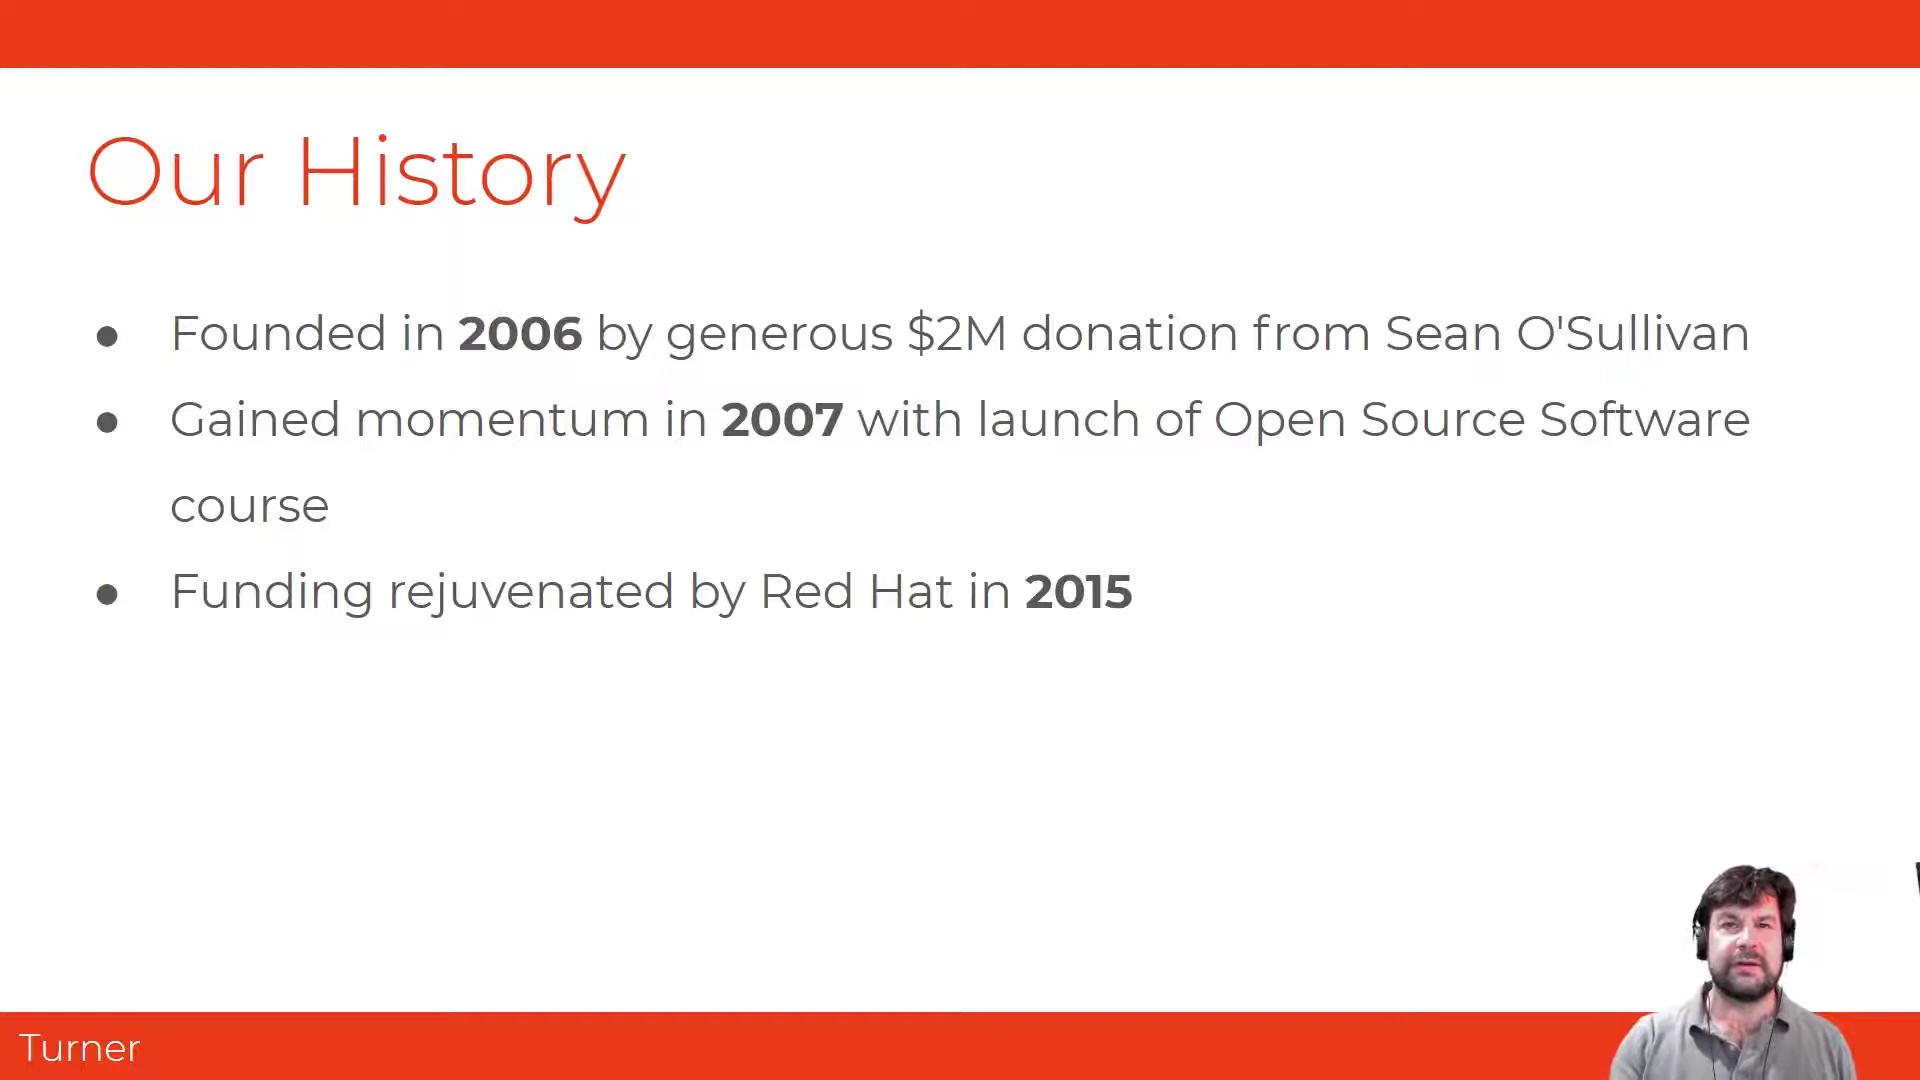 Our History
● Founded in 2006 by generous $2M donation from Sean O'Sullivan
● Gained momentum in 2007 with launch of Open Source Software
course
● Funding rejuvenated by Red Hat in 2015
Turner